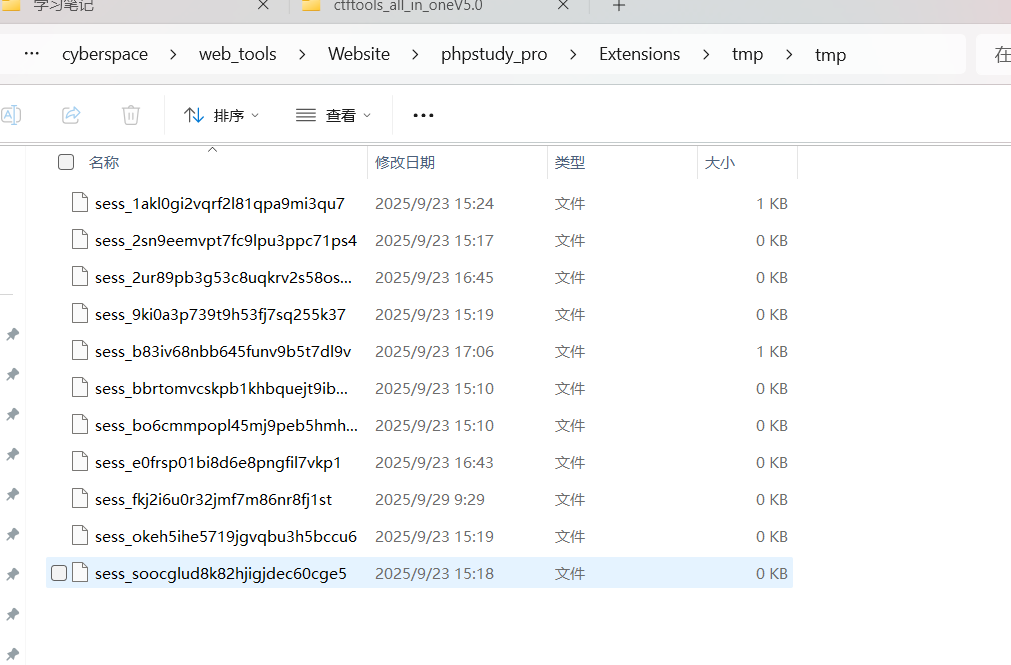 学习笔记 ctftools_all_in_oneV5.0
… cyberspace > web_tools > Website > phpstudy_pro > Extensions > tmp > tmp 在
A 排序 查看 …
名称 修改日期 类型 大小
sess_1akl0gi2vqrf2l81qpa9mi3qu7 2025/9/23 15:24 文件 1 KB
sess_2sn9eemvpt7fc9lpu3ppc71ps4 2025/9/23 15:17 文件 0 KB
sess_2ur89pb3g53c8uqkrv2s58os... 2025/9/23 16:45 文件 0 KB
sess_9ki0a3p739t9h53fj7sq255k37 2025/9/23 15:19 文件 0 KB
sess_b83iv68nbb645funv9b5t7dl9v 2025/9/23 17:06 文件 1 KB
sess_bbrtomvcskpb1khbquejt9ib... 2025/9/23 15:10 文件 0 KB
sess_bo6cmmpopl45mj9peb5hmh... 2025/9/23 15:10 文件 0 KB
sess_e0frsp01bi8d6e8pngfil7vkp1 2025/9/23 16:43 文件 0 KB
sess_fkj2i6u0r32jmf7m86nr8fj1st 2025/9/29 9:29 文件 0 KB
sess_okeh5ihe5719jgvqbu3h5bccu6 2025/9/23 15:19 文件 0 KB
sess_soocglud8k82hjigjdec60cge5 2025/9/23 15:18 文件 0 KB